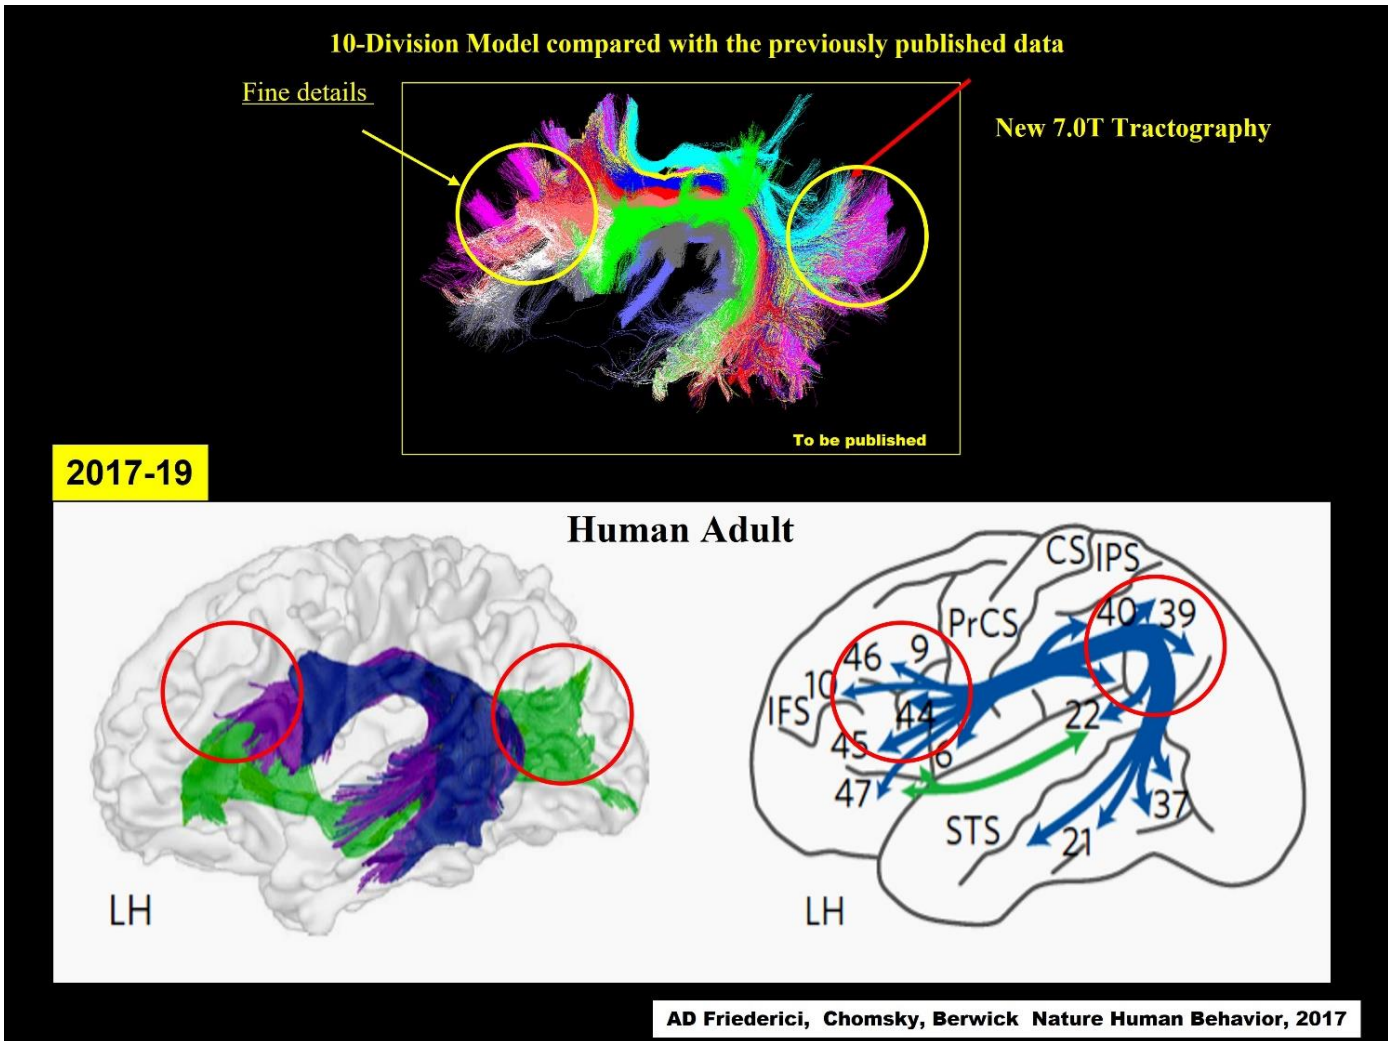 10-Division Model compared with the previously published data
Fine details
New 7.0T Tractography
To be published
2017-19
Human Adult
LH
CS
IPS
40
39
PrCS
9
46
10
IFS
44
22
45
6
47
37
STS
21
LH
AD Friederici, Chomsky, Berwick Nature Human Behavior, 2017